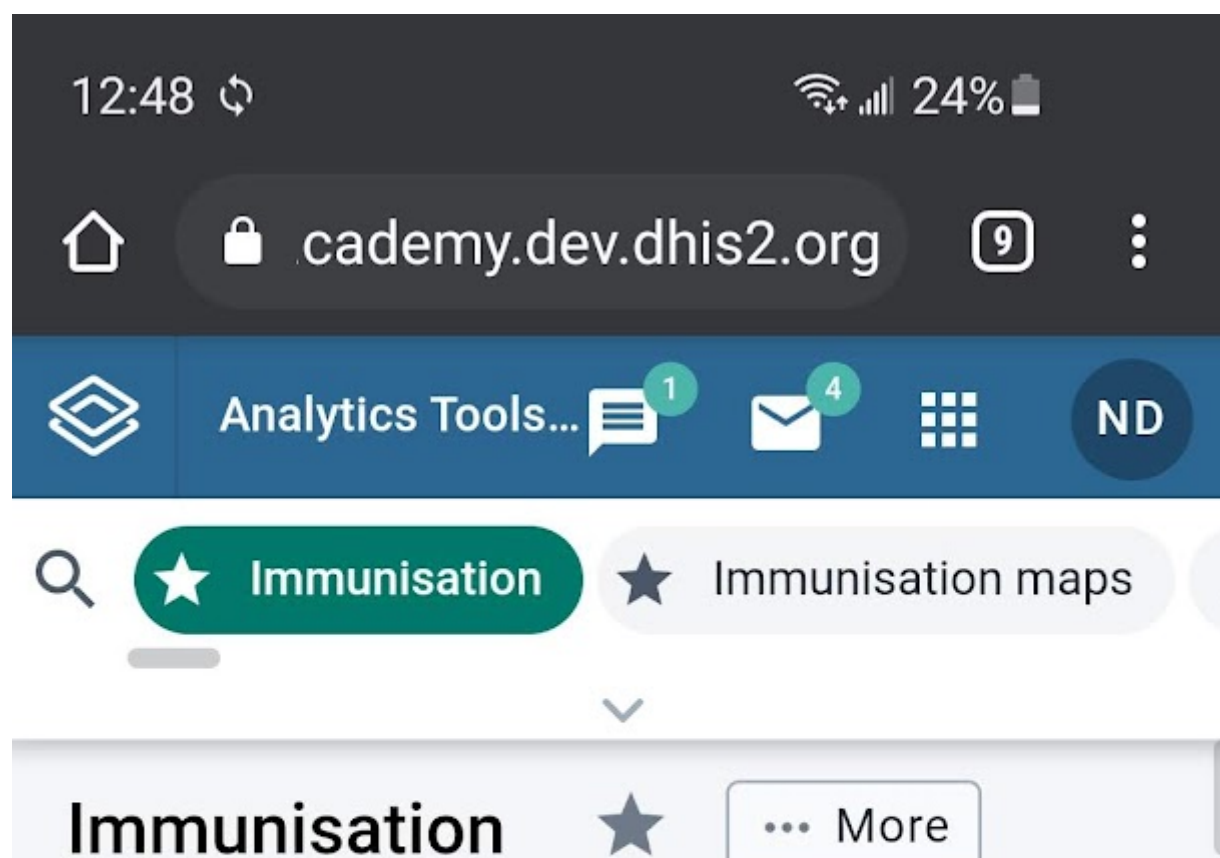 12:48 24%
.cademy.dev.dhis2.org 9
Analytics Tools... 1 4 ND
Immunisation Immunisation maps
Immunisation ... More